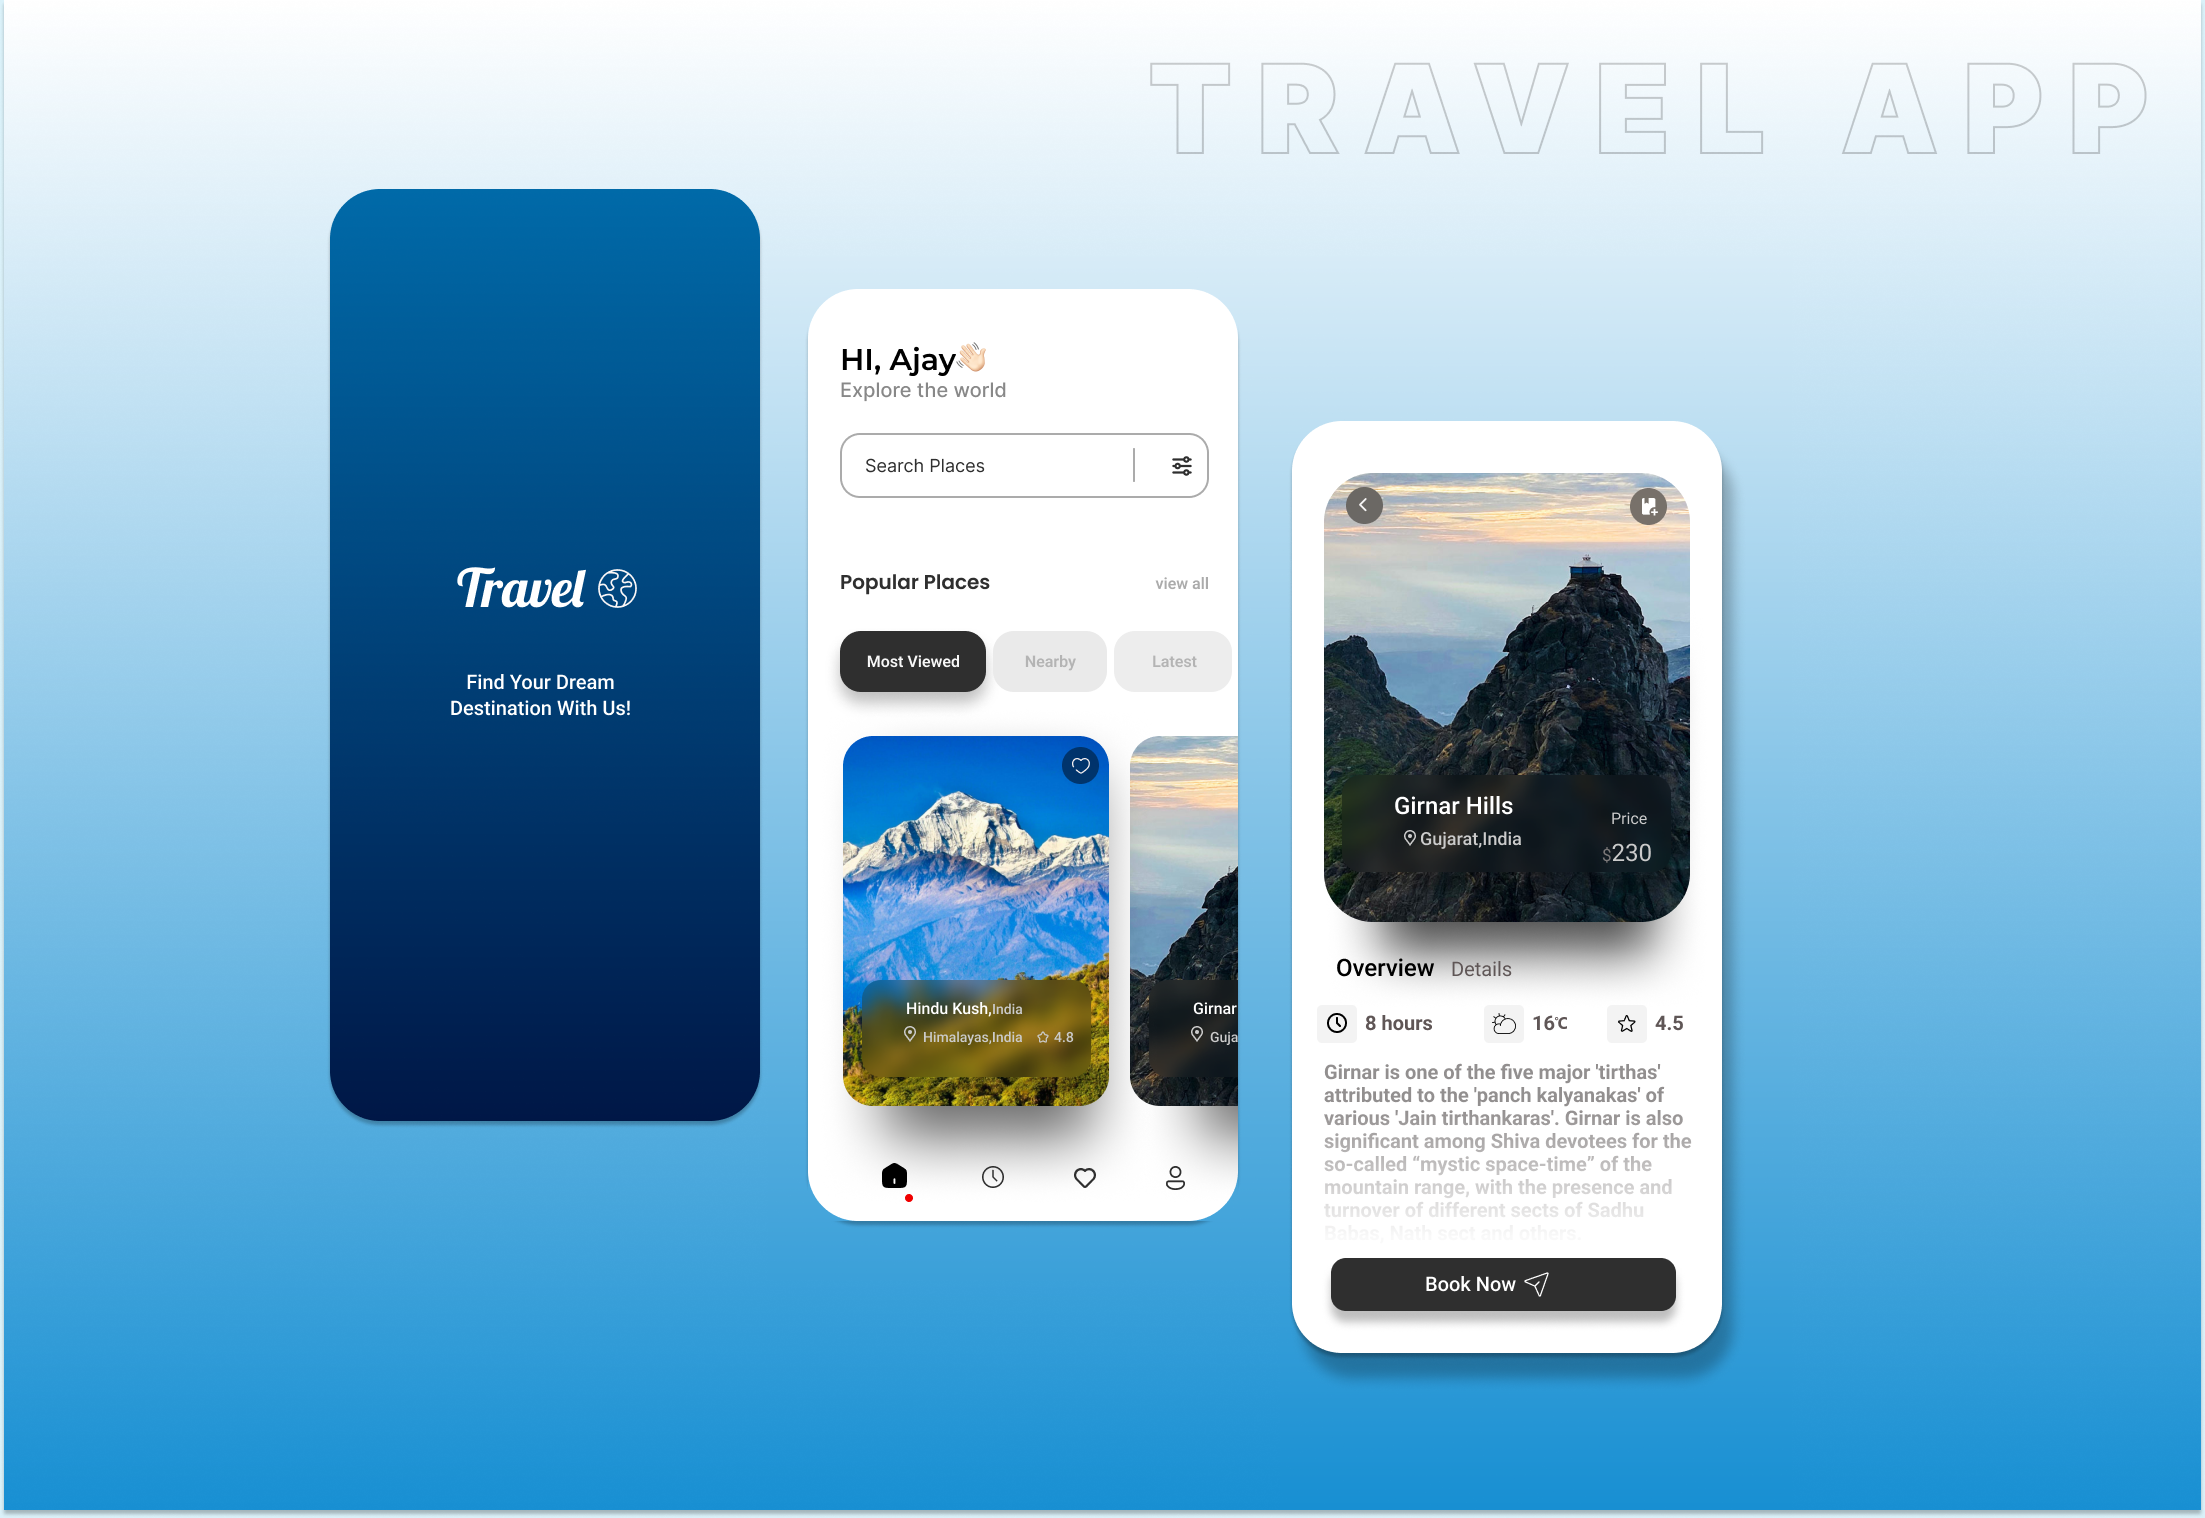 TRAVEL APP
Travel
Find Your Dream
Destination With Us!
HI, Ajay👋🏻
Explore the world
Search Places
Popular Places
view all
Most Viewed
Nearby
Latest
Hindu Kush,India
Himalayas,India
4.8
Girnar
Guja
Girnar Hills
Gujarat,India
Price
$230
Overview
Details
8 hours
16°C
4.5
Girnar is one of the five major 'tirthas'
attributed to the 'panch kalyanakas' of
various 'Jain tirthankaras'. Girnar is also
significant among Shiva devotees for the
so-called “mystic space-time” of the
mountain range, with the presence and
turnover of different sects of Sadhu
Babas, Nath sect and others.
Book Now